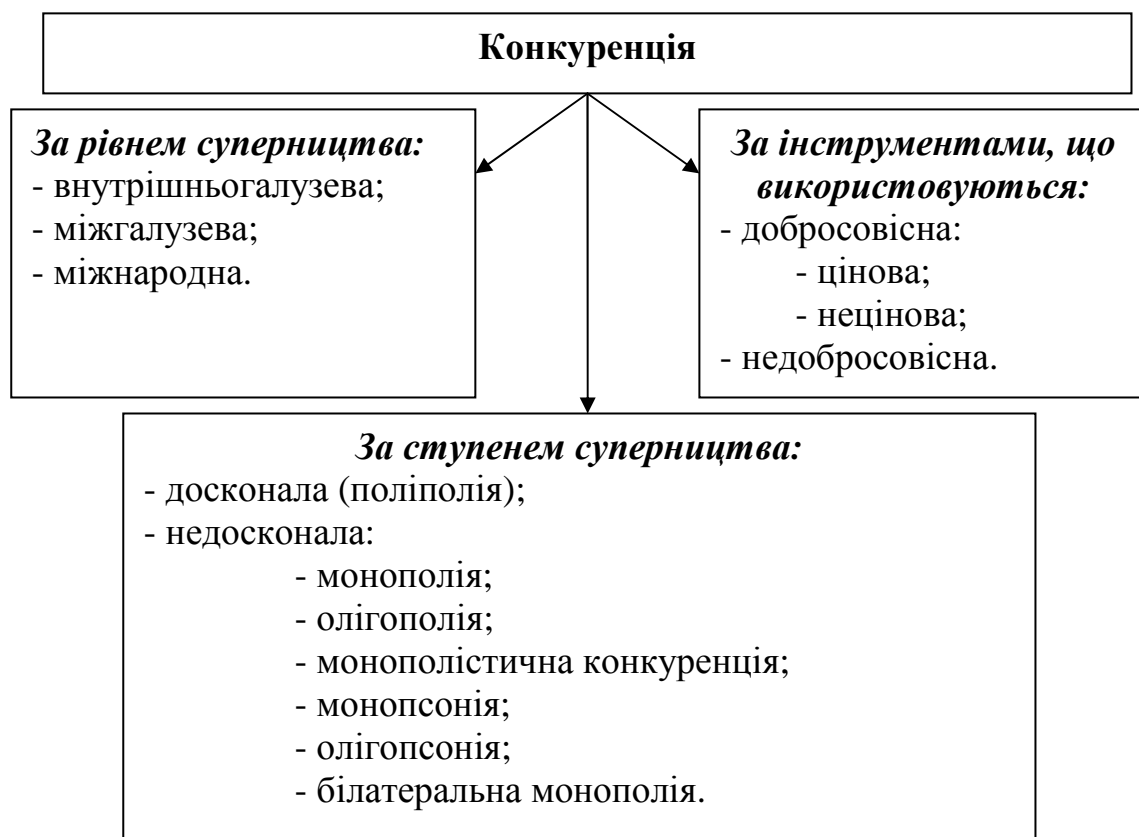 Конкуренція
За рівнем суперництва:
- внутрішньогалузева;
- міжгалузева;
- міжнародна.
За інструментами, що
використовуються:
- добросовісна:
- цінова;
- нецінова;
- недобросовісна.
За ступенем суперництва:
- досконала (поліполія);
- недосконала:
- монополія;
- олігополія;
- монополістична конкуренція;
- монопсонія;
- олігопсонія;
- білатеральна монополія.